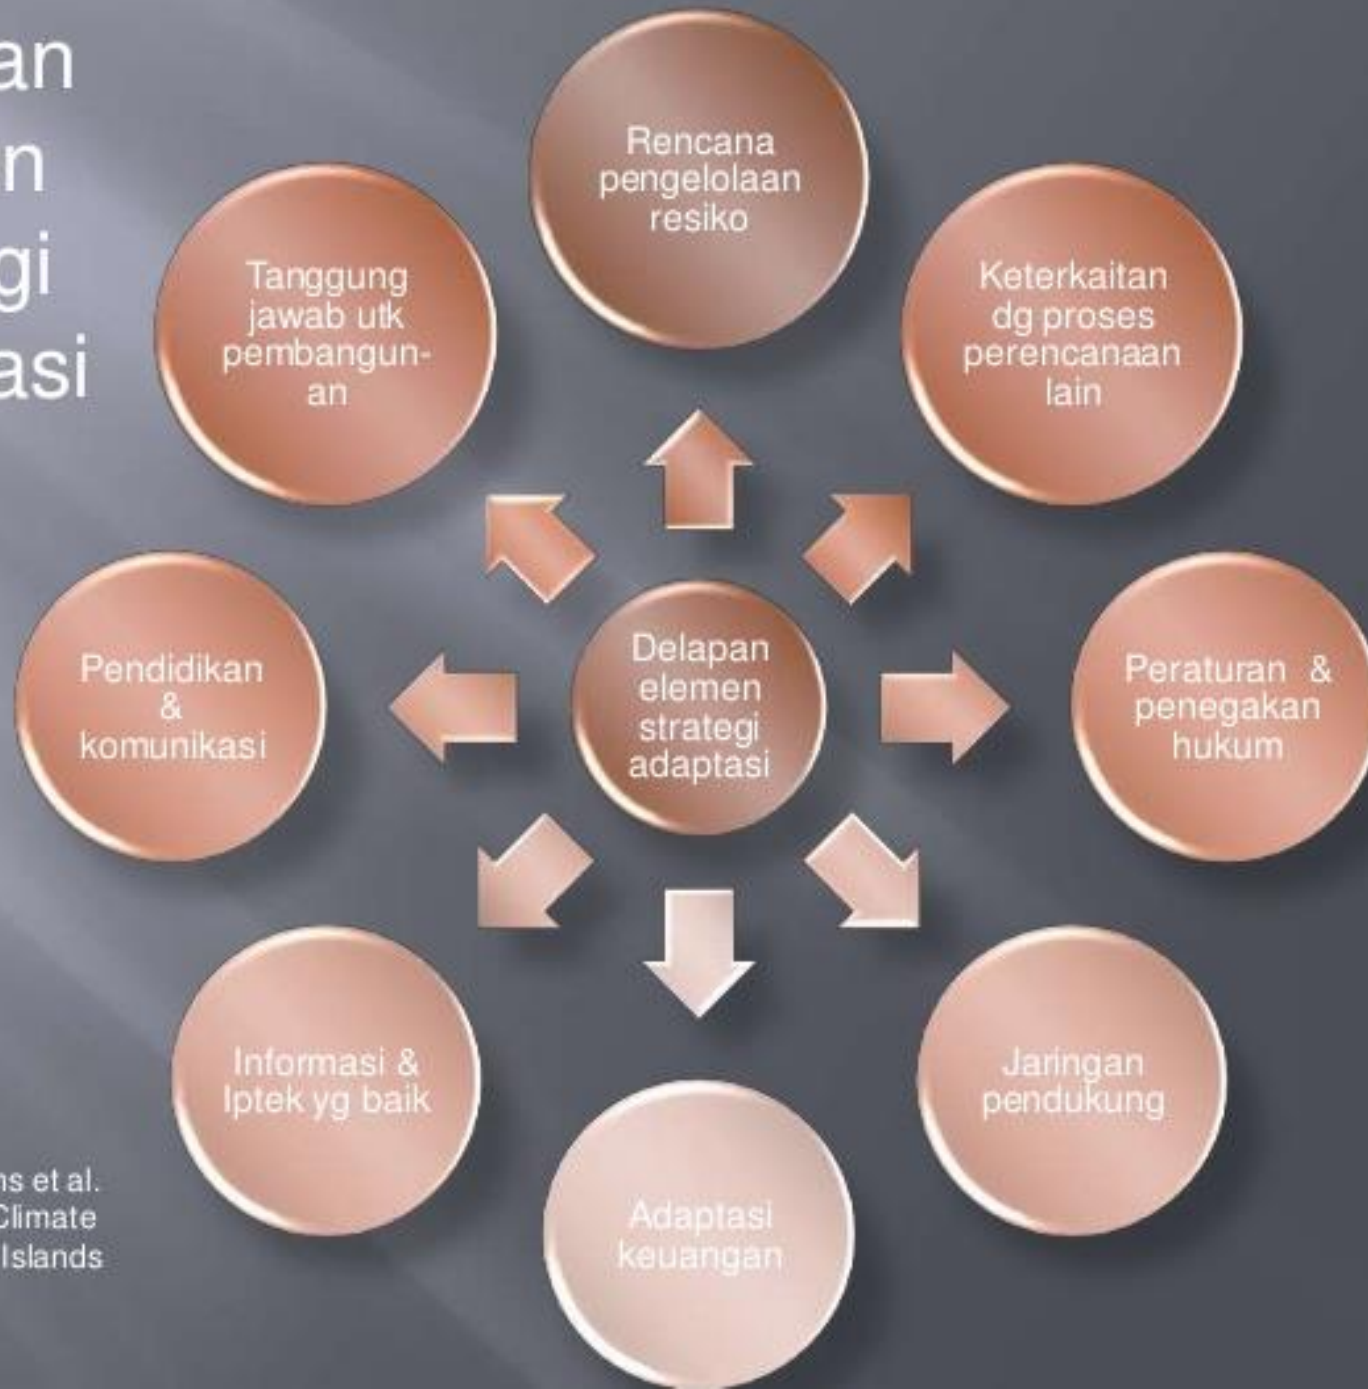 an
n
gi
asi
Rencana
pengelolaan
resiko
Keterkaitan
dg proses
perencanaan
lain
Peraturan &
penegakan
hukum
Jaringan
pendukung
Adaptasi
keuangan
Informasi &
Iptek yg baik
Pendidikan
&
komunikasi
Tanggung
jawab utk
pembangun-
an
Delapan
elemen
strategi
adaptasi
ns et al.
Climate
Islands